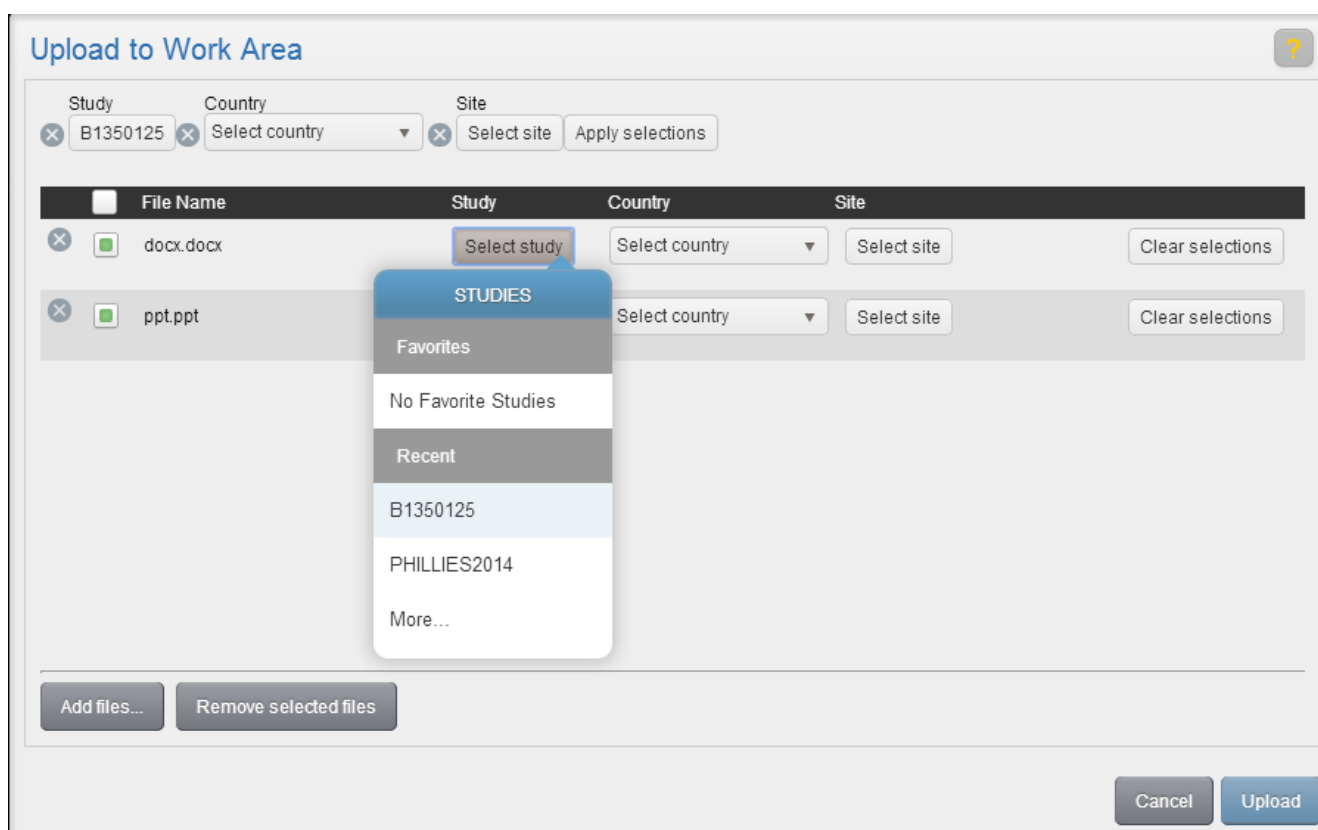 Upload to Work Area
?
Study Country Site
B1350125 Select country Select site Apply selections
File Name Study Country Site
docx.docx Select study Select country Select site Clear selections
STUDIES
ppt.ppt Select country Select site Clear selections
Favorites
No Favorite Studies
Recent
B1350125
PHILLIES2014
More...
Add files... Remove selected files
Cancel Upload